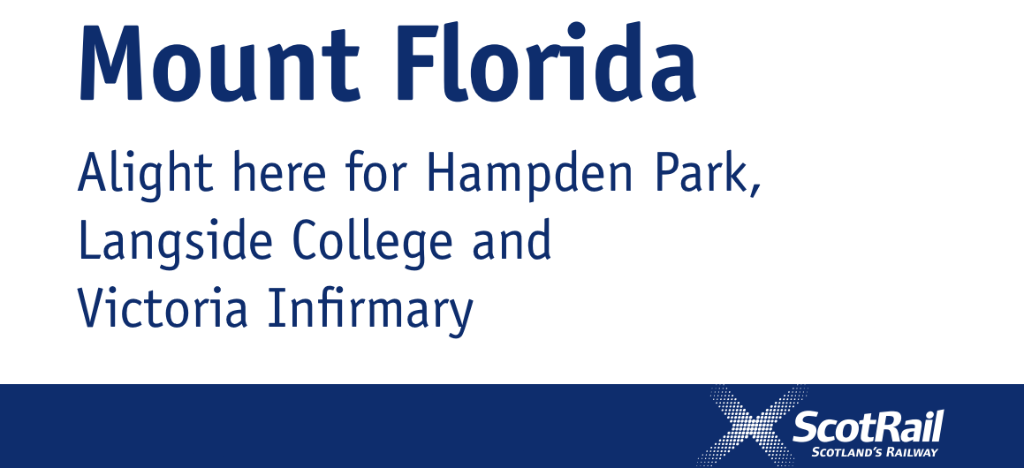 Mount Florida
Alight here for Hampden Park,
Langside College and
Victoria Infirmary
ScotRail
SCOTLAND'S RAILWAY